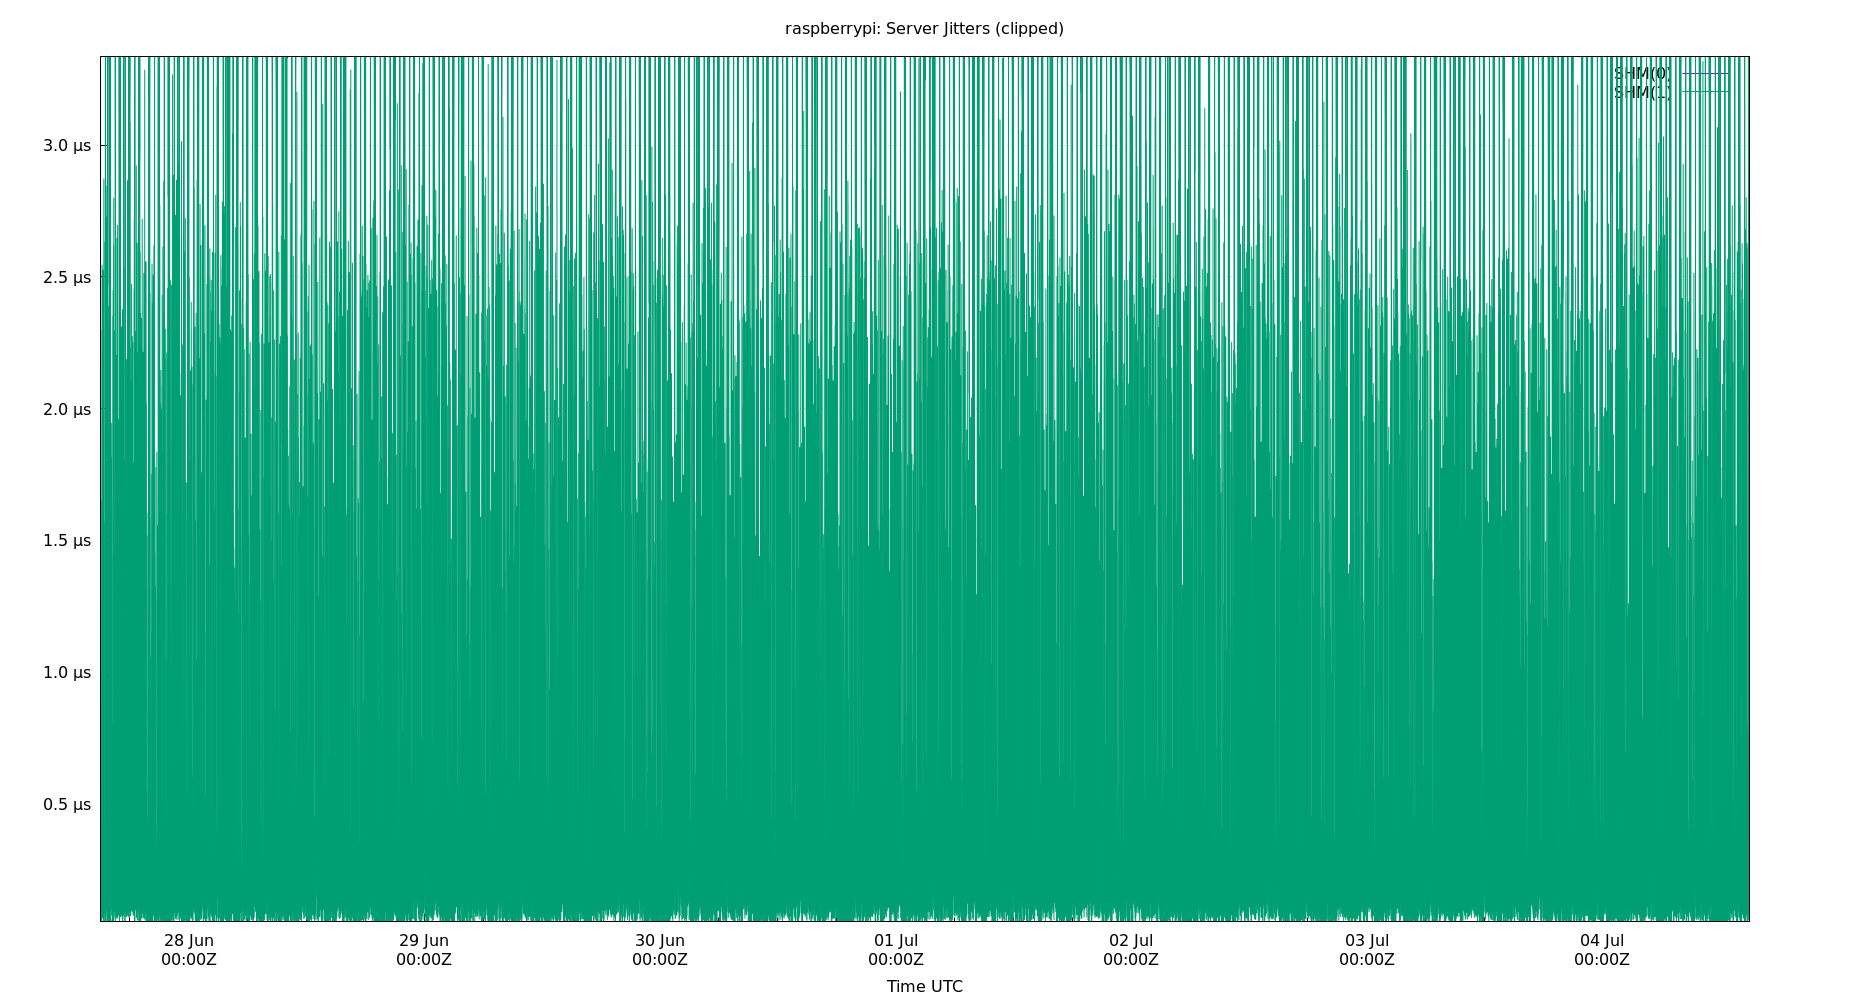 raspberrypi: Server Jitters (clipped)
SHM(0)
SHM(1)
3.0 µs
2.5 µs
2.0 µs
1.5 µs
1.0 µs
0.5 µs
28 Jun 29 Jun 30 Jun 01 Jul 02 Jul 03 Jul 04 Jul
00:00Z 00:00Z 00:00Z 00:00Z 00:00Z 00:00Z 00:00Z
Time UTC